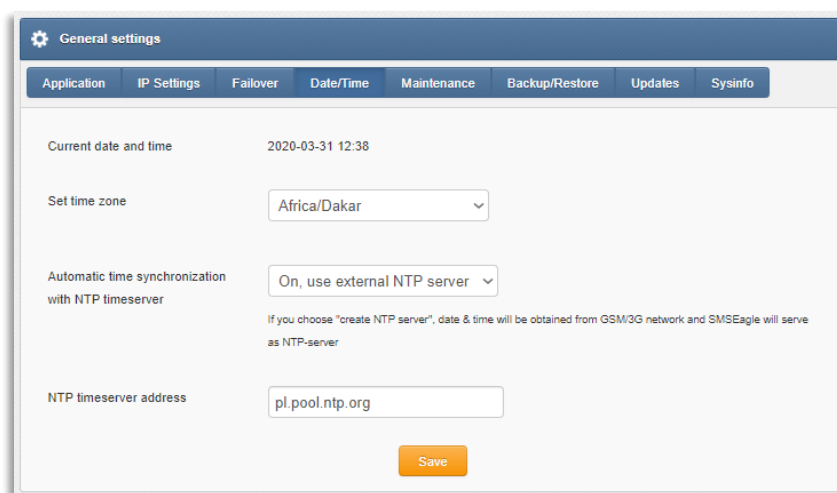 General settings
Application IP Settings Failover Date/Time Maintenance Backup/Restore Updates Sysinfo
Current date and time 2020-03-31 12:38
Set time zone Africa/Dakar
Automatic time synchronization
with NTP timeserver On, use external NTP server
If you choose "create NTP server", date & time will be obtained from GSM/3G network and SMSEagle will serve
as NTP-server
NTP timeserver address pl.pool.ntp.org
Save